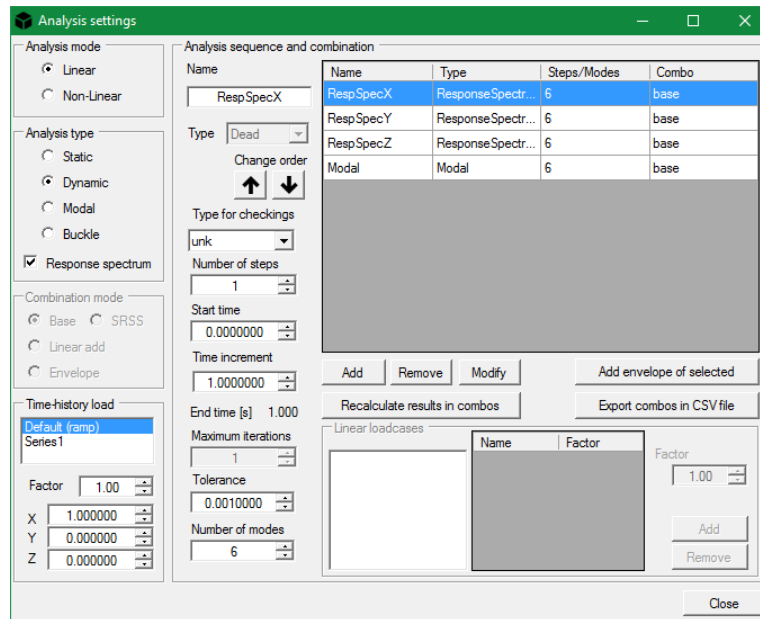 Analysis settings
Analysis mode
Linear
Non-Linear
Analysis type
Static
Dynamic
Modal
Buckle
Response spectrum
Combination mode
Base SRSS
Linear add
Envelope
Time-history load
Default (ramp)
Series1
Factor 1.00
X 1.000000
Y 0.000000
Z 0.000000
Analysis sequence and combination
Name
RespSpecX
Type Dead
Change order
Type for checkings
unk
Number of steps
1
Start time
0.0000000
Time increment
1.0000000
End time [s] 1.000
Maximum iterations
1
Tolerance
0.0010000
Number of modes
6
Name Type Steps/Modes Combo
RespSpecX ResponseSpectr... 6 base
RespSpecY ResponseSpectr... 6 base
RespSpecZ ResponseSpectr... 6 base
Modal Modal 6 base
Add Remove Modify Add envelope of selected
Recalculate results in combos Export combos in CSV file
Linear loadcases
Name Factor
Factor
1.00
Add
Remove
Close